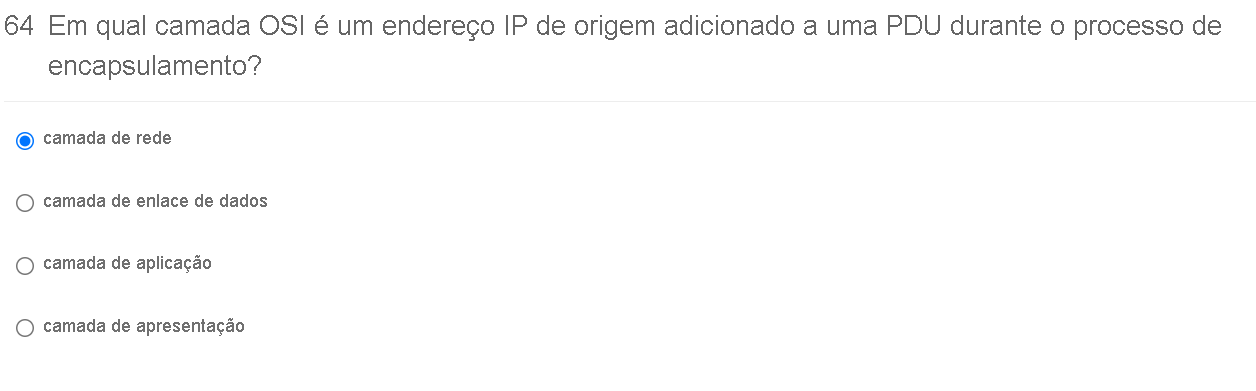 64 Em qual camada OSI é um endereço IP de origem adicionado a uma PDU durante o processo de
encapsulamento?
camada de rede
camada de enlace de dados
camada de aplicação
camada de apresentação